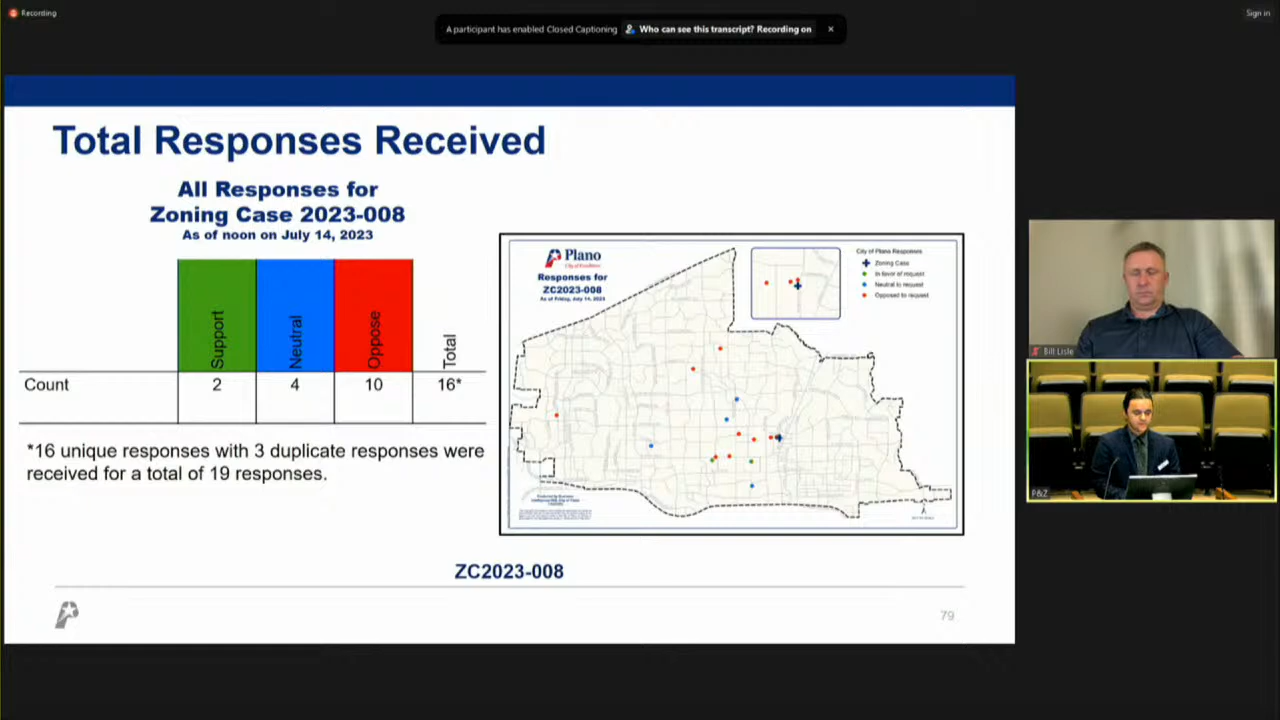 Recording
A participant has enabled Closed Captioning
Who can see this transcript? Recording on
×
Sign in
Total Responses Received
All Responses for
Zoning Case 2023-008
As of noon on July 14, 2023
Support
Neutral
Oppose
Total
Count
2
4
10
16*
*16 unique responses with 3 duplicate responses were
received for a total of 19 responses.
Plano
City of Excellence
Responses for
ZC2023-008
As of Friday, July 14, 2023
City of Plano Responses
Zoning Case
In favor of request
Neutral to request
Opposed to request
ZC2023-008
79
Bill Lisle
P&Z